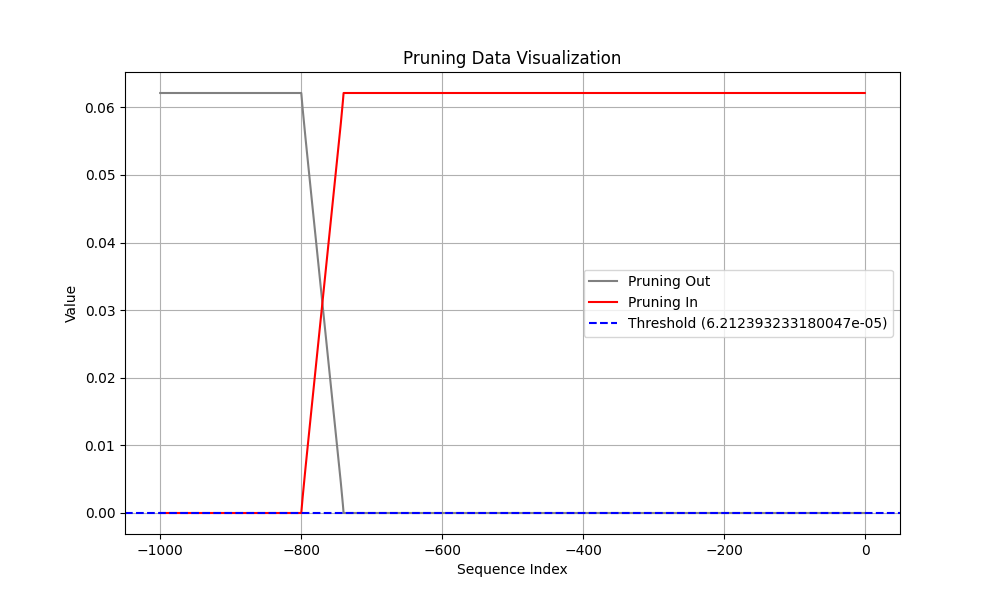 Pruning Data Visualization
0.06
0.05
0.04
0.03
0.02
0.01
0.00
Value
Pruning Out
Pruning In
Threshold (6.212393233180047e-05)
−1000
−800
−600
−400
−200
0
Sequence Index